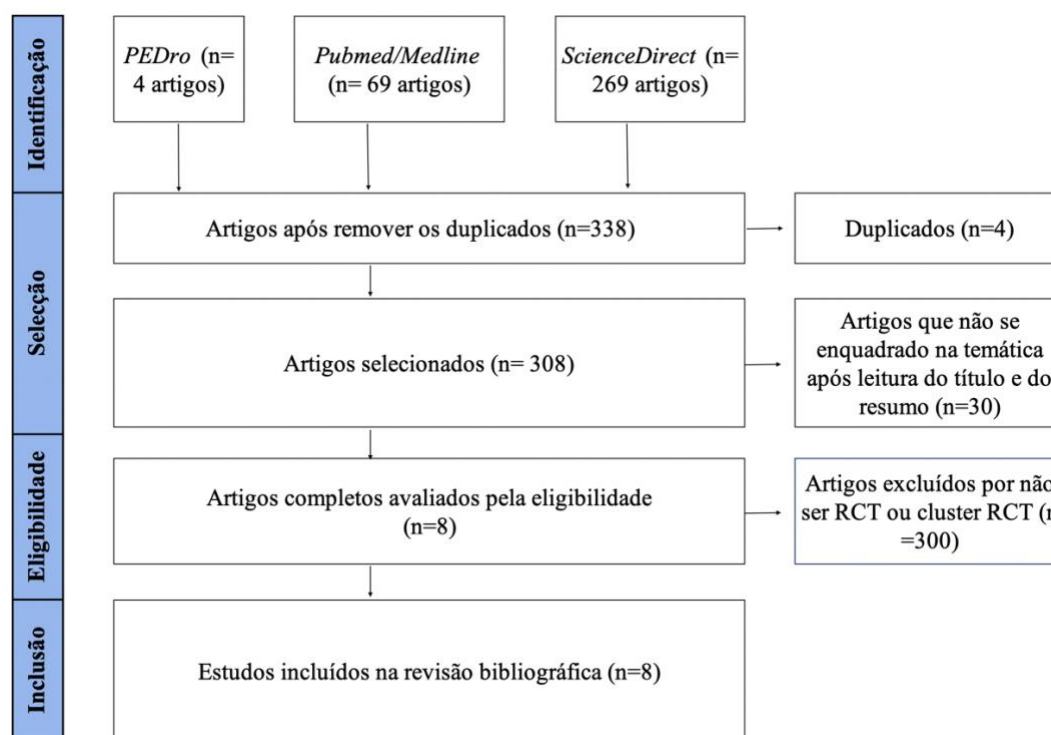 Identificação
PEDro (n=
4 artigos)
Pubmed/Medline
(n= 69 artigos)
ScienceDirect (n=
269 artigos)
Selecção
Artigos após remover os duplicados (n=338)
Duplicados (n=4)
Artigos selecionados (n= 308)
Artigos que não se
enquadrado na temática
após leitura do título e do
resumo (n=30)
Eligibilidade
Artigos completos avaliados pela eligibilidade
(n=8)
Artigos excluídos por não
ser RCT ou cluster RCT (n
=300)
Inclusão
Estudos incluídos na revisão bibliográfica (n=8)